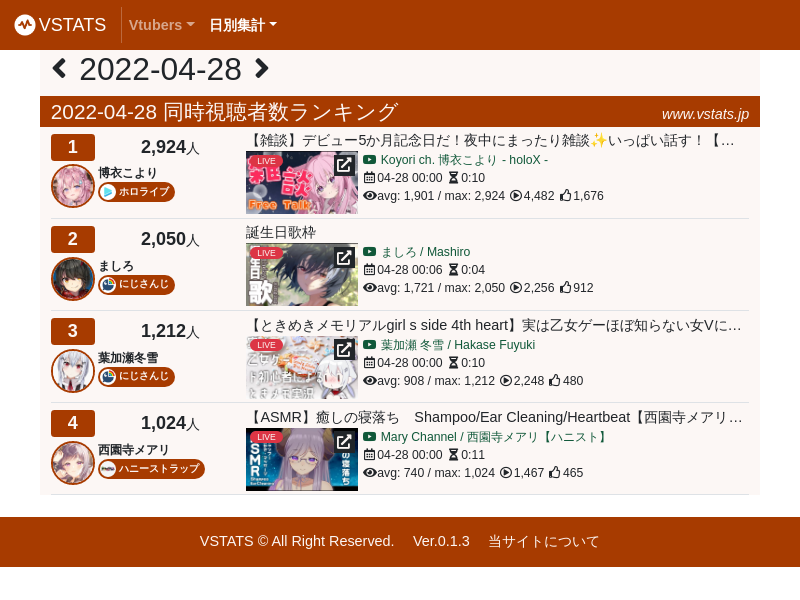 VSTATS Vtubers 日別集計
2022-04-28
2022-04-28 同時視聴者数ランキング www.vstats.jp
1 2,924人
博衣こより
ホロライブ
【雑談】デビュー5か月記念日だ！夜中にまったり雑談✨いっぱい話す！【…
LIVE
雑談
Free Talk
Koyori ch. 博衣こより - holoX -
04-28 00:00 0:10
avg: 1,901 / max: 2,924 4,482 1,676
2 2,050人
ましろ
にじさんじ
誕生日歌枠
LIVE
生日
歌
ましろ / Mashiro
04-28 00:06 0:04
avg: 1,721 / max: 2,050 2,256 912
3 1,212人
葉加瀬冬雪
にじさんじ
【ときめきメモリアルgirl s side 4th heart】実は乙女ゲーほぼ知らない女Vに…
LIVE
葉加瀬 冬雪 / Hakase Fuyuki
04-28 00:00 0:10
avg: 908 / max: 1,212 2,248 480
4 1,024人
西園寺メアリ
ハニーストラップ
【ASMR】癒しの寝落ち　Shampoo/Ear Cleaning/Heartbeat【西園寺メアリ…
LIVE
ASMR
の寝落ち
Mary Channel / 西園寺メアリ【ハニスト】
04-28 00:00 0:11
avg: 740 / max: 1,024 1,467 465
VSTATS © All Right Reserved. Ver.0.1.3 当サイトについて